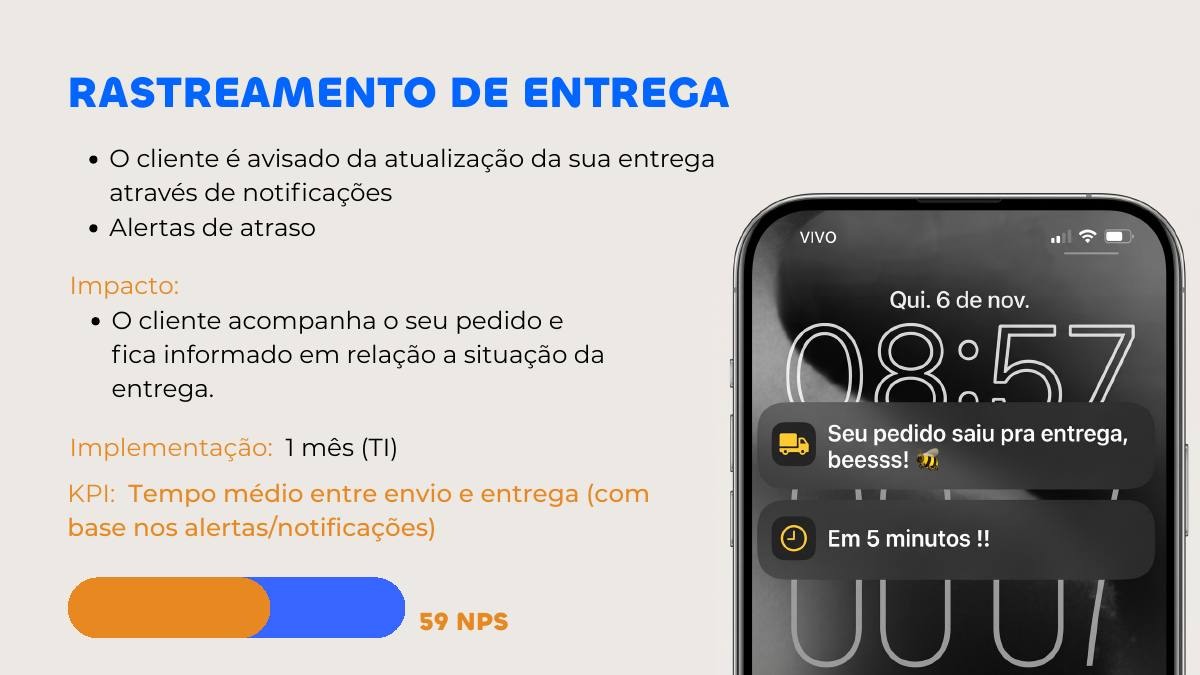 RASTREAMENTO DE ENTREGA
• O cliente é avisado da atualização da sua entrega
através de notificações
• Alertas de atraso
Impacto:
• O cliente acompanha o seu pedido e
fica informado em relação a situação da
entrega.
Implementação: 1 mês (TI)
KPI: Tempo médio entre envio e entrega (com
base nos alertas/notificações)
59 NPS
VIVO
Qui. 6 de nov.
08:57
Seu pedido saiu pra entrega,
beesss! 🐝
Em 5 minutos !!